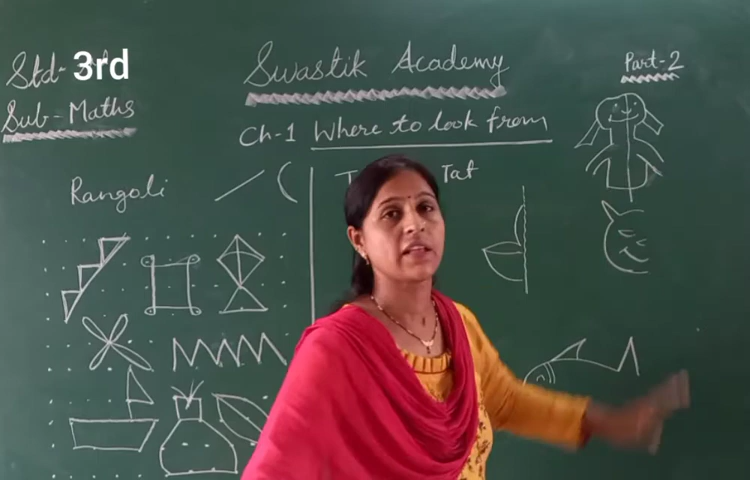 Std- 3rd
Sub- Maths
Swastik Academy
Part-2
Ch-1 Where to look from
Rangoli
Tat